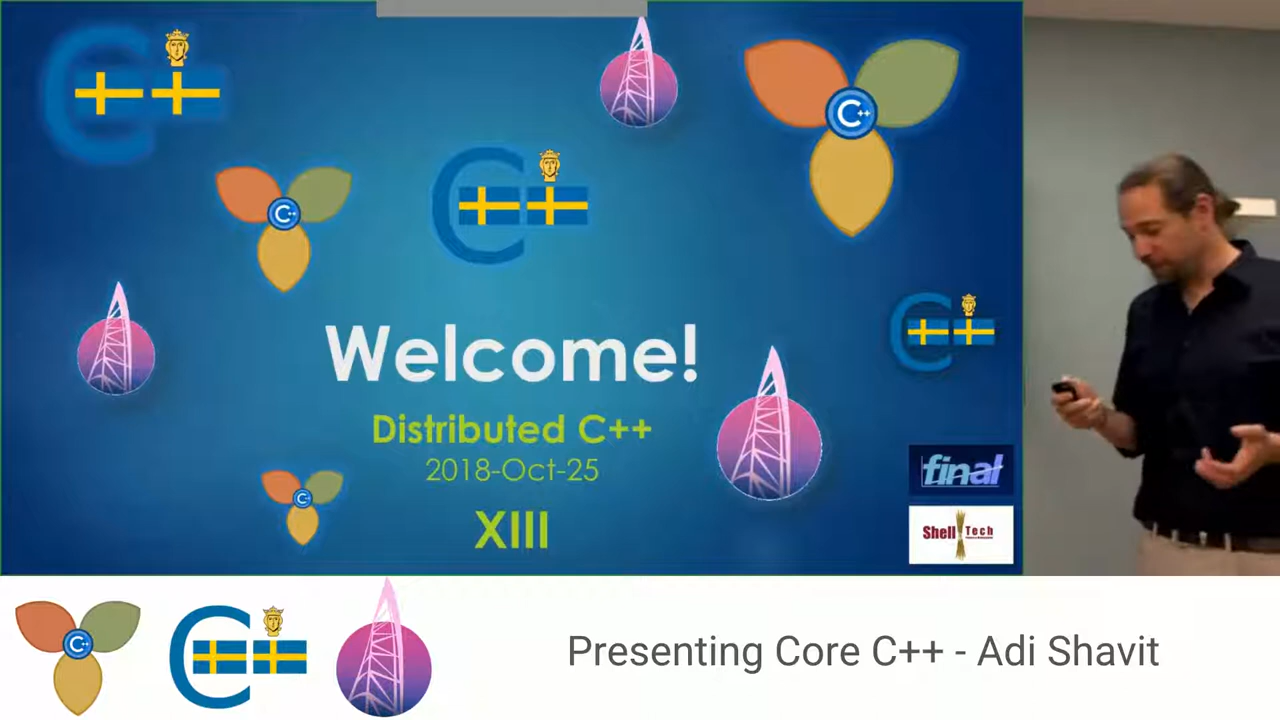 Welcome!
Distributed C++
2018-Oct-25
XIII
final
Shell Tech
C++
C++
C++
C++
Presenting Core C++ - Adi Shavit